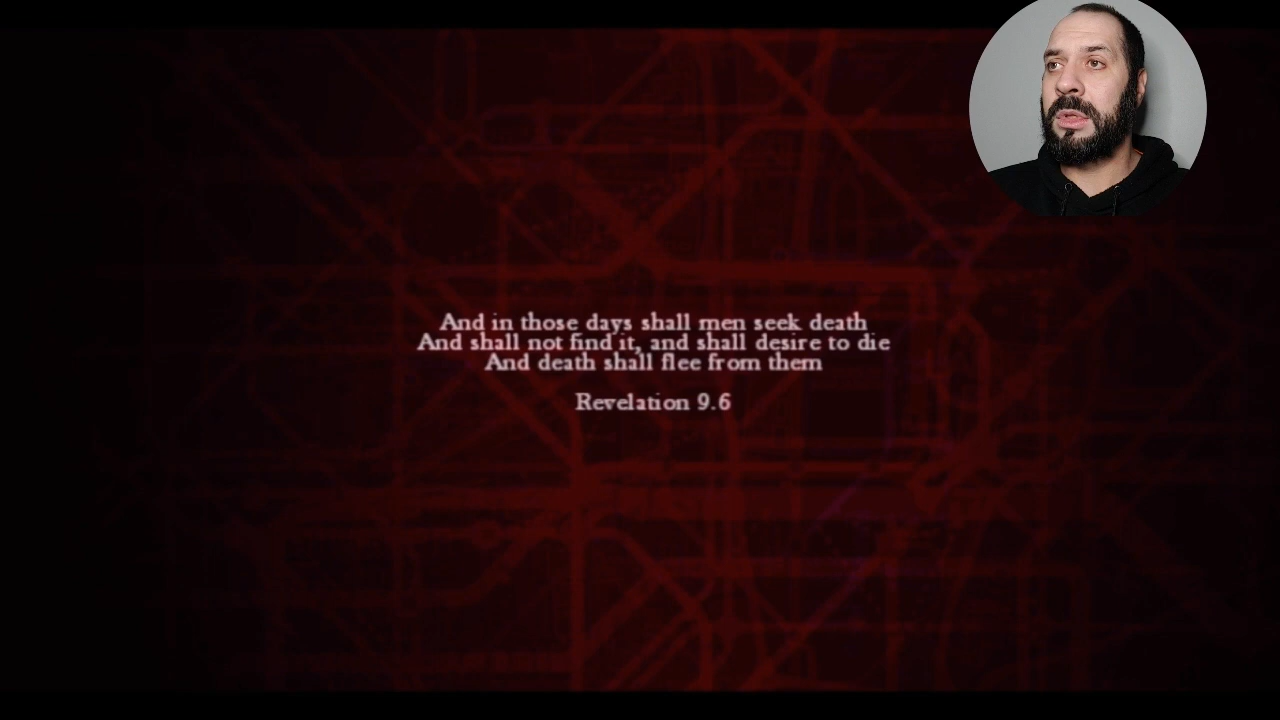 And in those days shall men seek death
And shall not find it, and shall desire to die
And death shall flee from them
Revelation 9.6